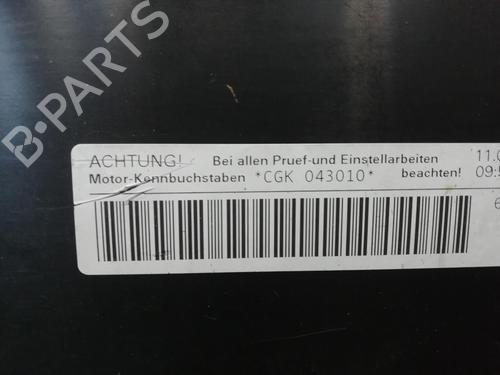 B-PARTS
ACHTUNG! Bei allen Pruef-und Einstellarbeiten
Motor-Kennbuchstaben *CGK 043010* beachten!